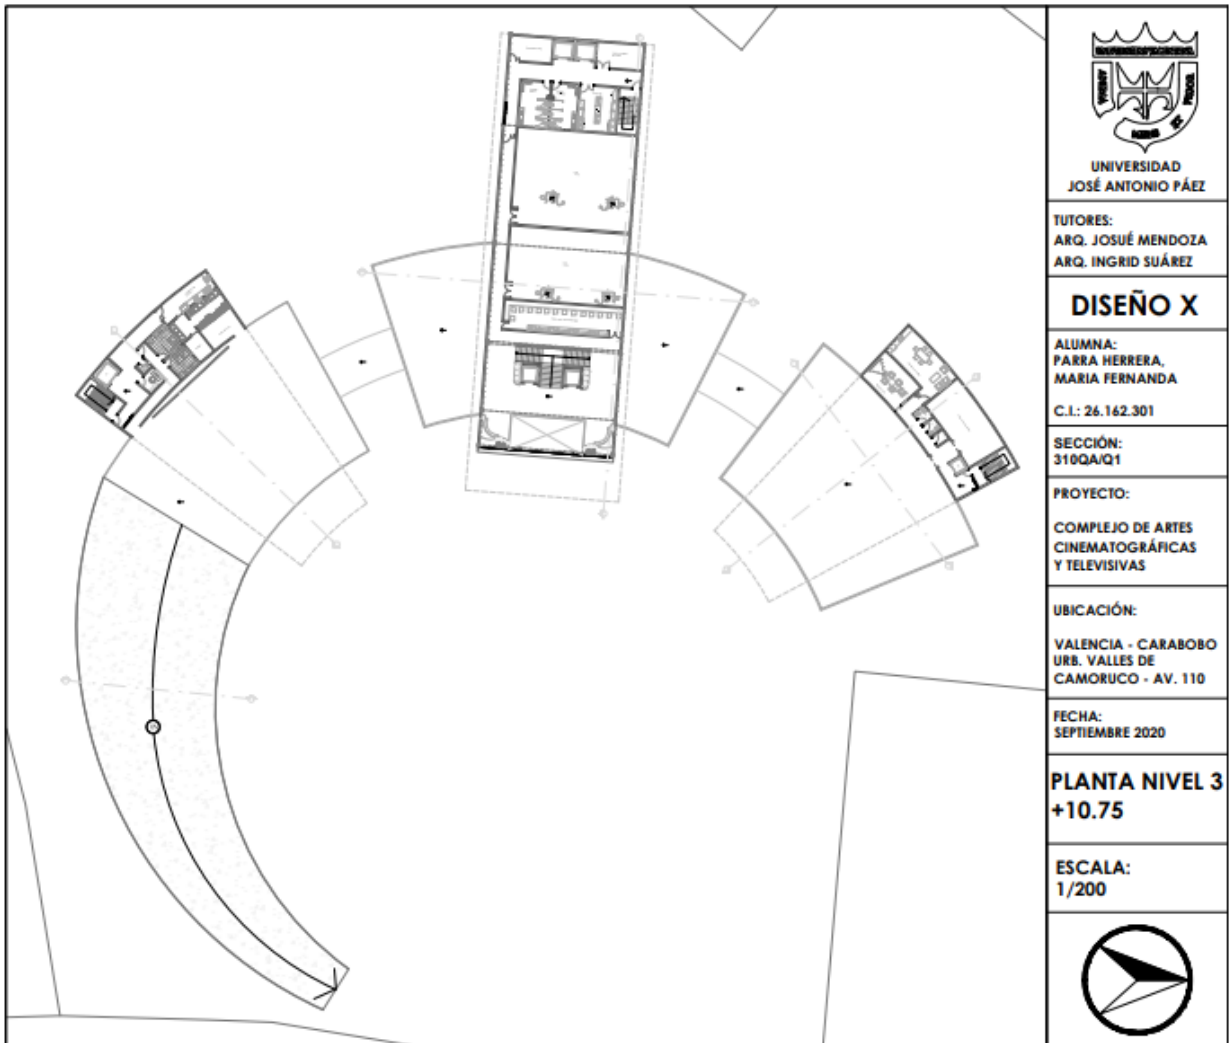 UNIVERSIDAD
JOSÉ ANTONIO PÁEZ
TUTORES:
ARQ. JOSUÉ MENDOZA
ARQ. INGRID SUÁREZ
DISEÑO X
ALUMNA:
PARRA HERRERA,
MARIA FERNANDA
C.I.: 26.162.301
SECCIÓN:
310QA/Q1
PROYECTO:
COMPLEJO DE ARTES
CINEMATOGRÁFICAS
Y TELEVISIVAS
UBICACIÓN:
VALENCIA - CARABOBO
URB. VALLES DE
CAMORUCO - AV. 110
FECHA:
SEPTIEMBRE 2020
PLANTA NIVEL 3
+10.75
ESCALA:
1/200